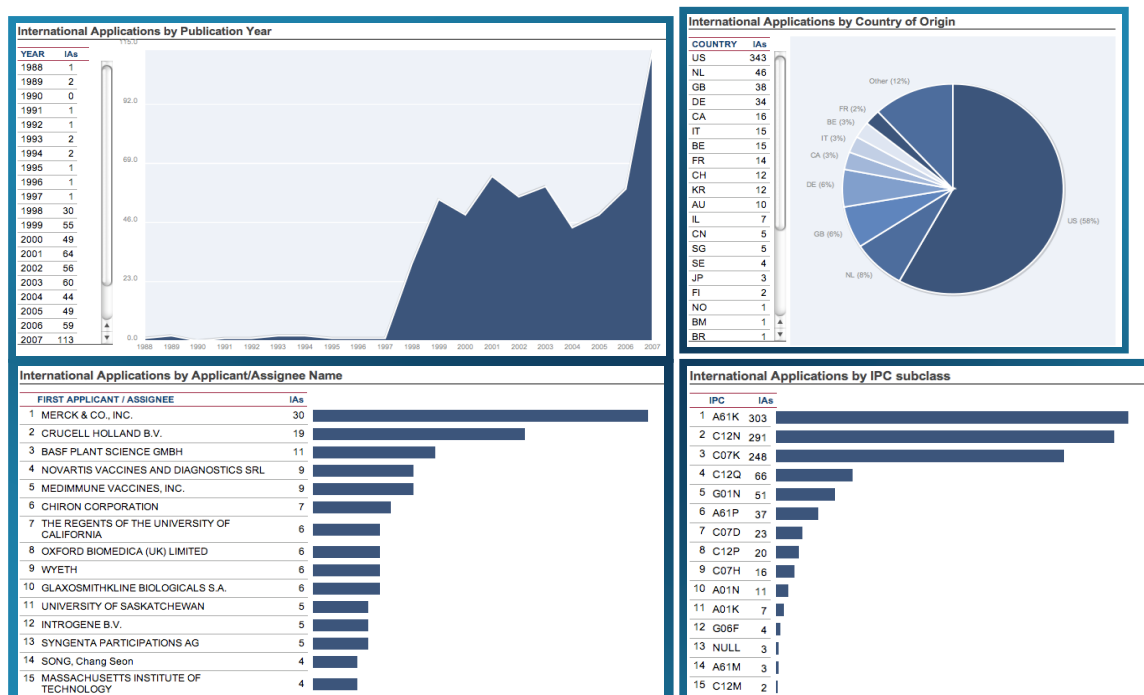 International Applications by Publication Year
YEAR IAs
1988 1
1989 2
1990 0
1991 1
1992 1
1993 2
1994 2
1995 1
1996 1
1997 1
1998 30
1999 55
2000 49
2001 64
2002 56
2003 60
2004 44
2005 49
2006 59
2007 113
115.0
92.0
69.0
46.0
23.0
0.0
1988 1989 1990 1991 1992 1993 1994 1995 1996 1997 1998 1999 2000 2001 2002 2003 2004 2005 2006 2007
International Applications by Country of Origin
COUNTRY IAs
US 343
NL 46
GB 38
DE 34
CA 16
IT 15
BE 15
FR 14
CH 12
KR 12
AU 10
IL 7
CN 5
SG 5
SE 4
JP 3
FI 2
NO 1
BM 1
BR 1
Other (12%)
FR (2%)
BE (3%)
IT (3%)
CA (3%)
DE (6%)
GB (6%)
NL (8%)
US (58%)
International Applications by Applicant/Assignee Name
FIRST APPLICANT / ASSIGNEE IAs
1 MERCK & CO., INC. 30
2 CRUCELL HOLLAND B.V. 19
3 BASF PLANT SCIENCE GMBH 11
4 NOVARTIS VACCINES AND DIAGNOSTICS SRL 9
5 MEDIMMUNE VACCINES, INC. 9
6 CHIRON CORPORATION 7
7 THE REGENTS OF THE UNIVERSITY OF
CALIFORNIA 6
8 OXFORD BIOMEDICA (UK) LIMITED 6
9 WYETH 6
10 GLAXOSMITHKLINE BIOLOGICALS S.A. 6
11 UNIVERSITY OF SASKATCHEWAN 5
12 INTROGENE B.V. 5
13 SYNGENTA PARTICIPATIONS AG 5
14 SONG, Chang Seon 4
15 MASSACHUSETTS INSTITUTE OF
TECHNOLOGY 4
International Applications by IPC subclass
IPC IAs
1 A61K 303
2 C12N 291
3 C07K 248
4 C12Q 66
5 G01N 51
6 A61P 37
7 C07D 23
8 C12P 20
9 C07H 16
10 A01N 11
11 A01K 7
12 G06F 4
13 NULL 3
14 A61M 3
15 C12M 2